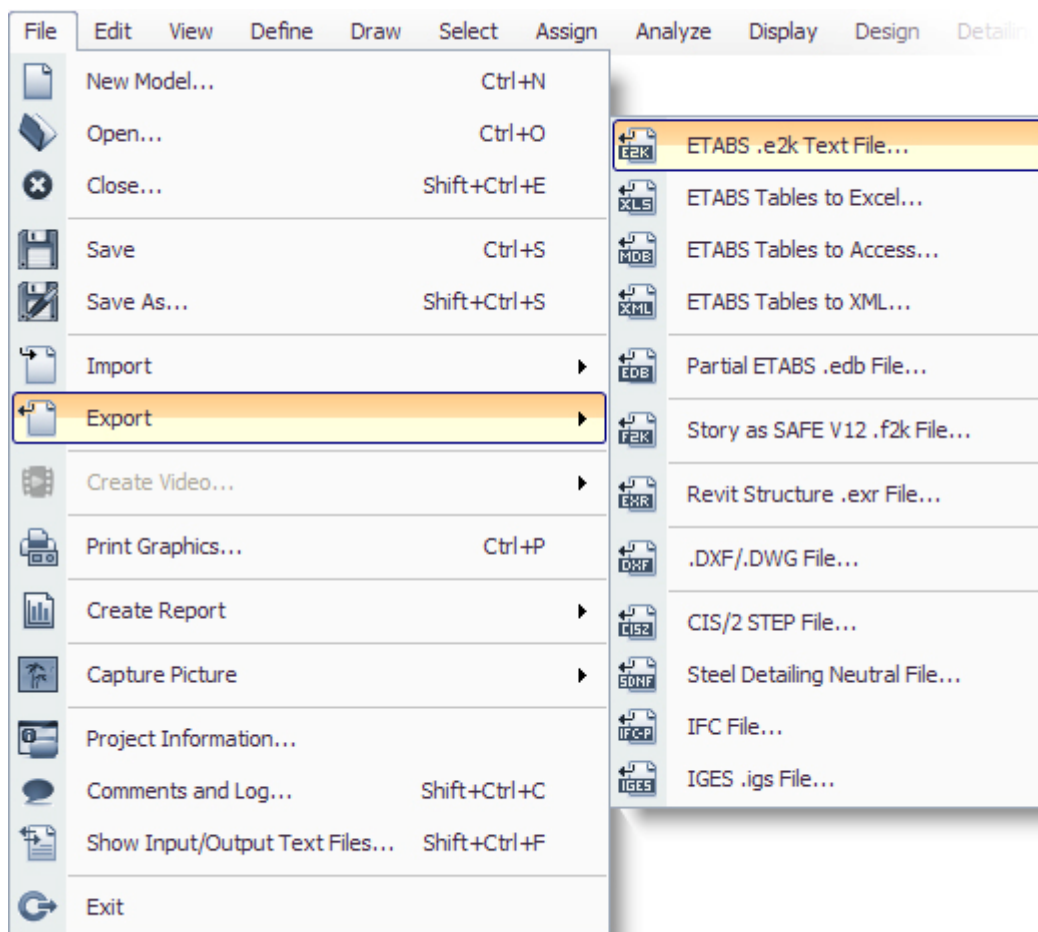 File Edit View Define Draw Select Assign Analyze Display Design Detailin
New Model... Ctrl+N
Open... Ctrl+O
Close... Shift+Ctrl+E
Save Ctrl+S
Save As... Shift+Ctrl+S
Import
Export
Create Video...
Print Graphics... Ctrl+P
Create Report
Capture Picture
Project Information...
Comments and Log... Shift+Ctrl+C
Show Input/Output Text Files... Shift+Ctrl+F
Exit
E2K ETABS .e2k Text File...
XLS ETABS Tables to Excel...
MDB ETABS Tables to Access...
XML ETABS Tables to XML...
EDB Partial ETABS .edb File...
F2K Story as SAFE V12 .f2k File...
EXR Revit Structure .exr File...
DXF .DXF/.DWG File...
CIS2 CIS/2 STEP File...
SDNF Steel Detailing Neutral File...
IFC-P IFC File...
IGES IGES .igs File...